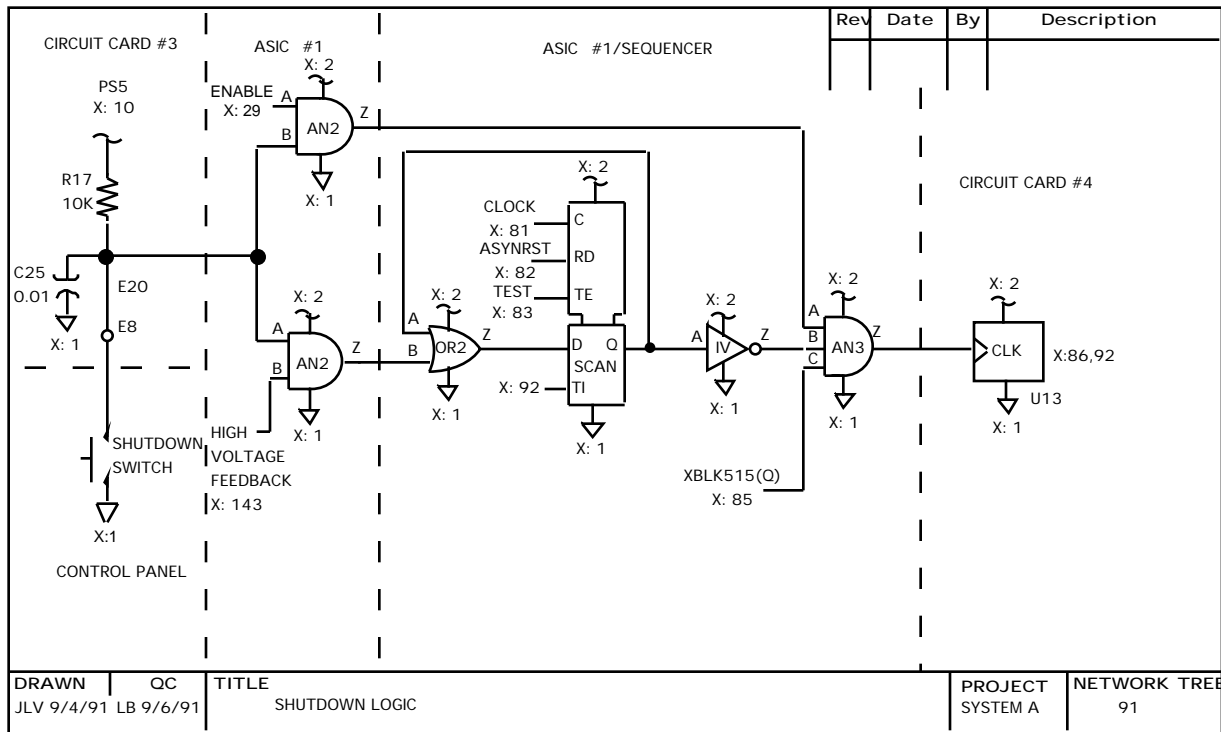 Rev Date By Description
CIRCUIT CARD #3
ASIC #1
ASIC #1/SEQUENCER
CIRCUIT CARD #4
PS5
X: 10
R17
10K
C25
0.01
X: 1
E20
E8
SHUTDOWN
SWITCH
X:1
CONTROL PANEL
X: 2
ENABLE
X: 29
A
B
AN2
Z
X: 1
X: 2
A
B
AN2
Z
X: 1
HIGH
VOLTAGE
FEEDBACK
X: 143
X: 2
A
B
OR2
Z
X: 1
X: 2
CLOCK
X: 81
ASYNRST
X: 82
TEST
X: 83
C
RD
TE
D Q
SCAN
TI
X: 92
X: 1
X: 2
A
IV
Z
X: 1
X: 2
A
B
C
AN3
Z
X: 1
XBLK515(Q)
X: 85
X: 2
CLK
X:86,92
U13
X: 1
DRAWN
JLV 9/4/91
QC
LB 9/6/91
TITLE
SHUTDOWN LOGIC
PROJECT
SYSTEM A
NETWORK TREE
91